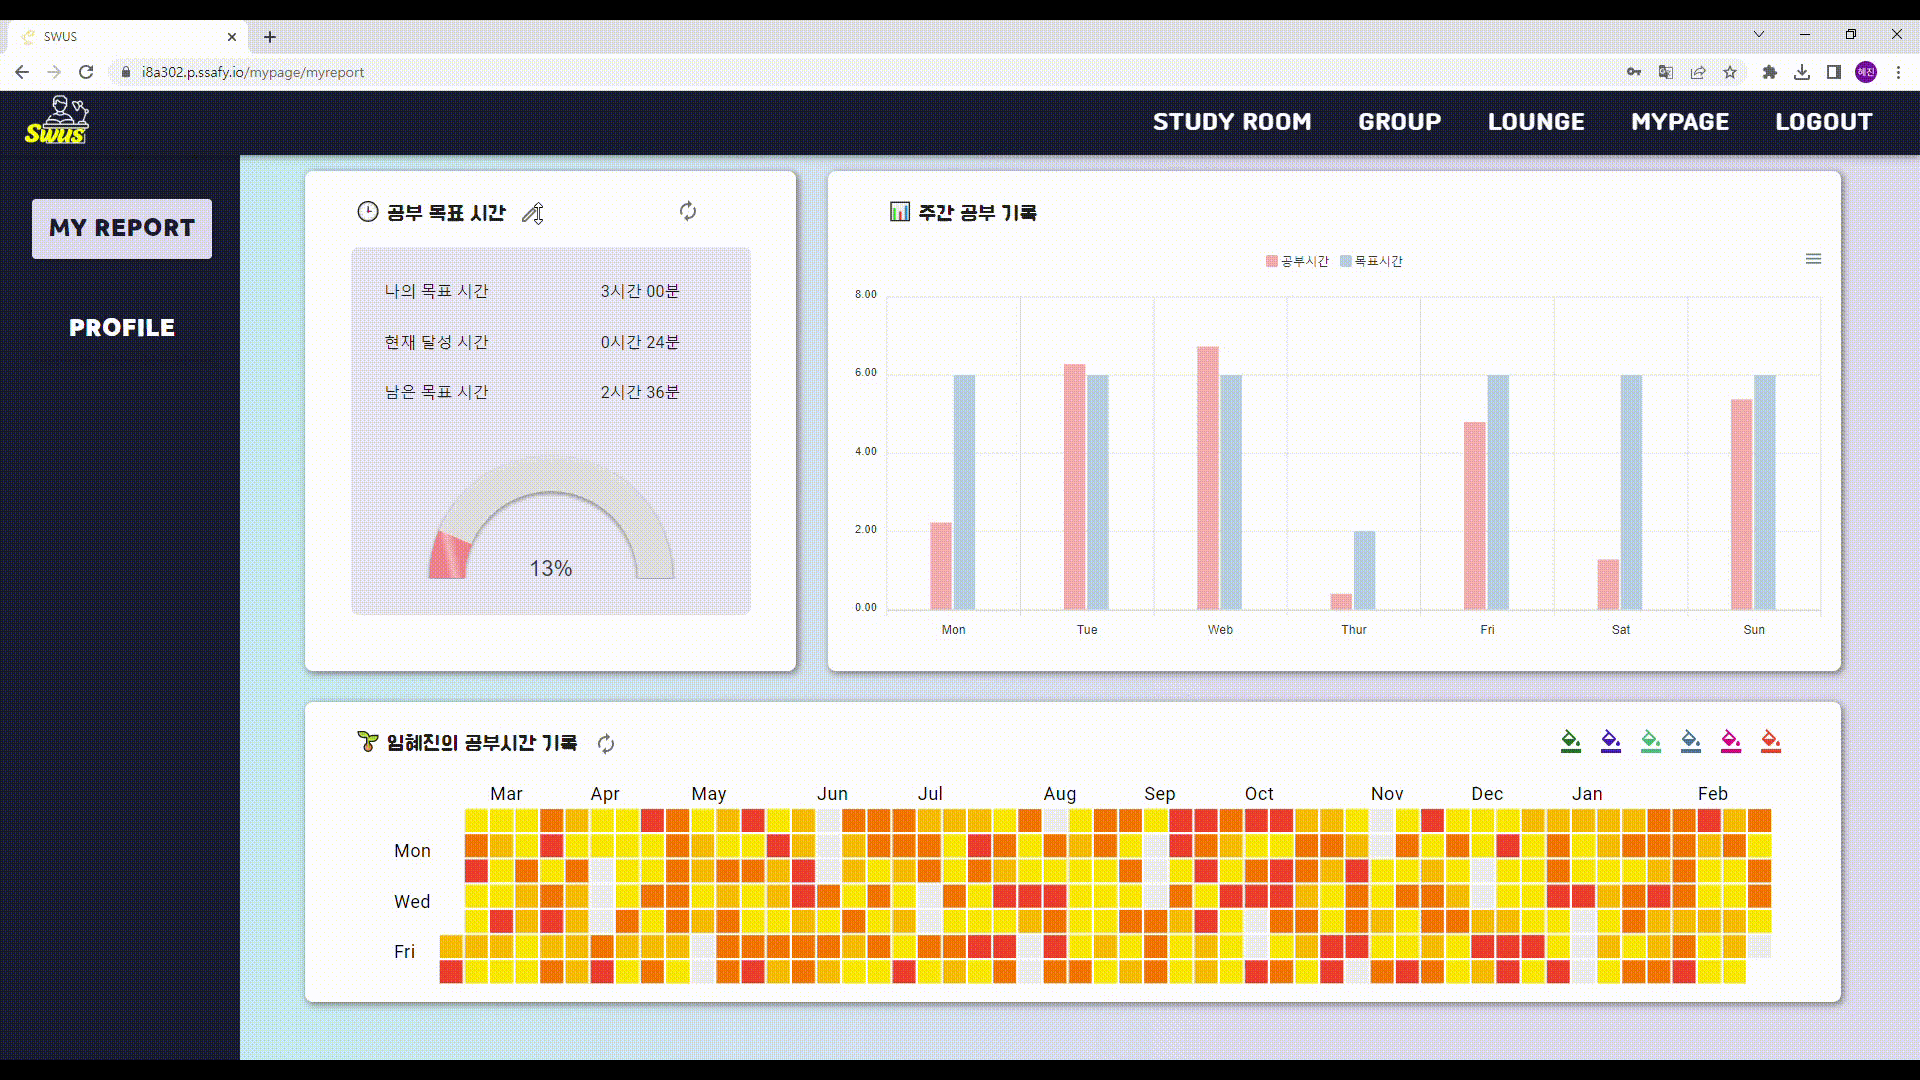 SWUS
i8a302.p.ssafy.io/mypage/myreport
혜진
Swus
STUDY ROOM GROUP LOUNGE MYPAGE LOGOUT
MY REPORT
PROFILE
공부 목표 시간
나의 목표 시간 3시간 00분
현재 달성 시간 0시간 24분
남은 목표 시간 2시간 36분
13%
주간 공부 기록
공부시간 목표시간
8.00
6.00
4.00
2.00
0.00
Mon Tue Web Thur Fri Sat Sun
임혜진의 공부시간 기록
Mar Apr May Jun Jul Aug Sep Oct Nov Dec Jan Feb
Mon
Wed
Fri